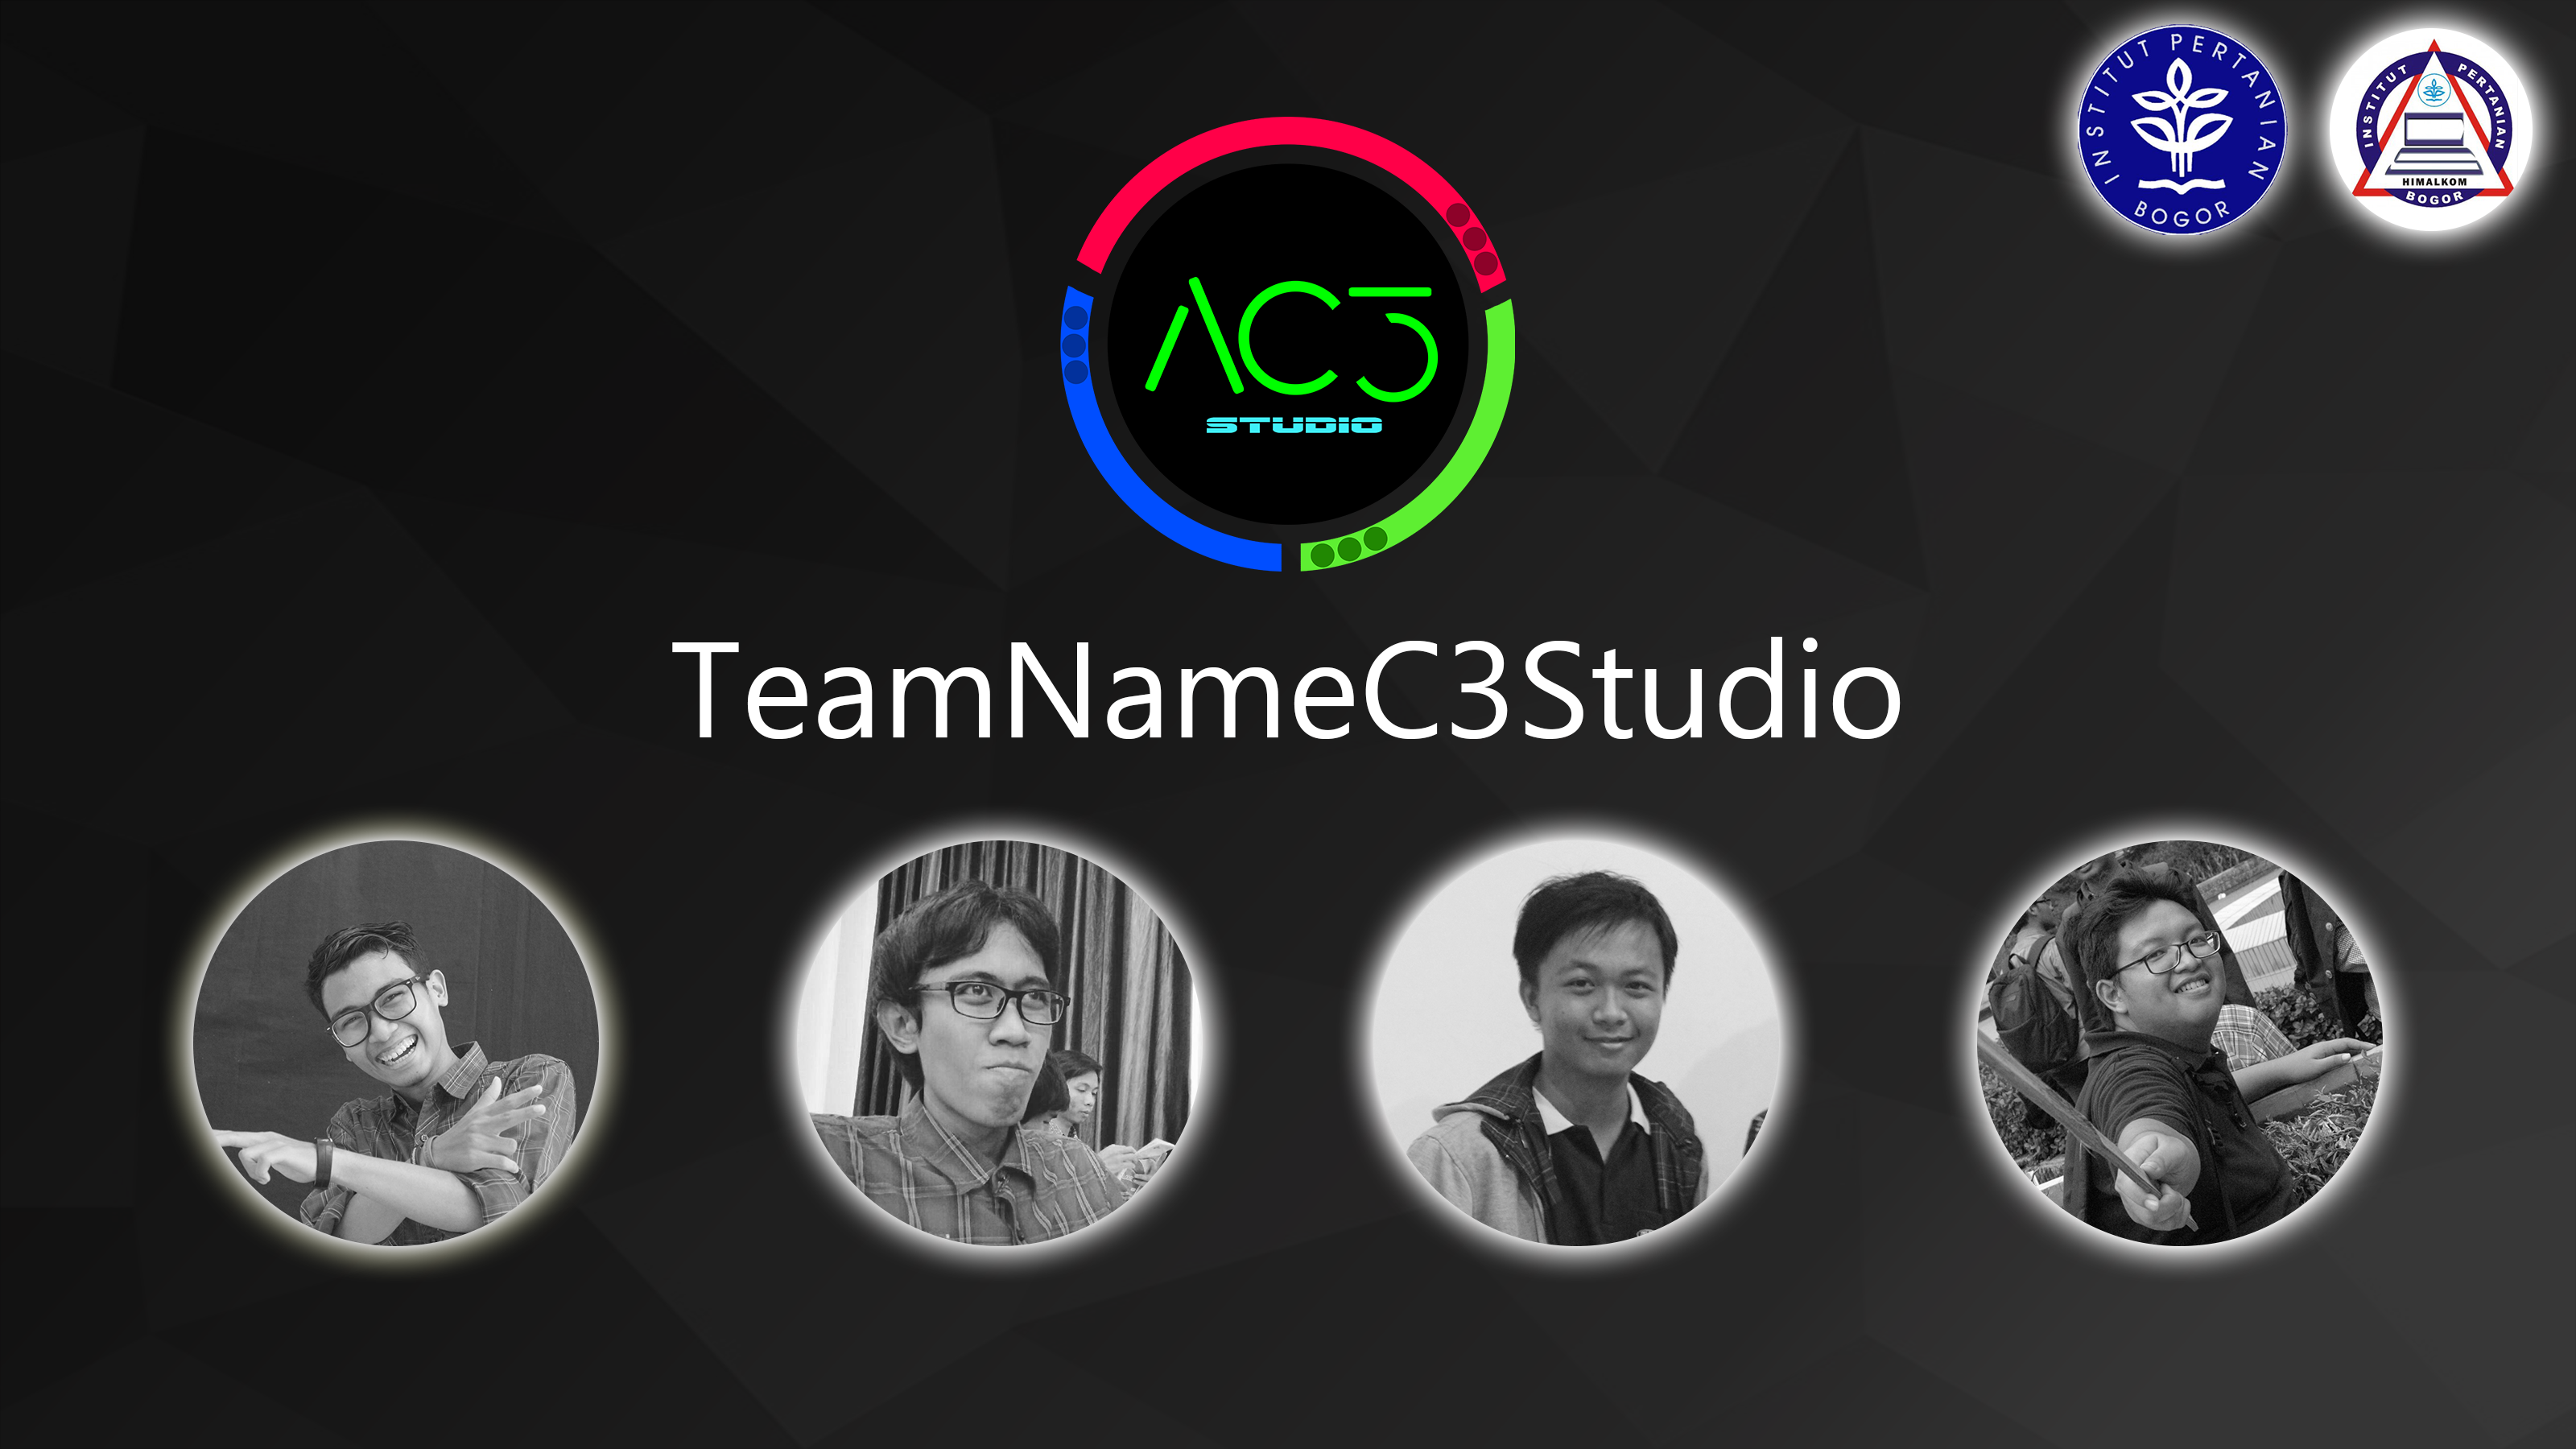 INSTITUT PERTANIAN
BOGOR
INSTITUT PERTANIAN
HIMALKOM
BOGOR
AC3
STUDIO
TeamNameC3Studio